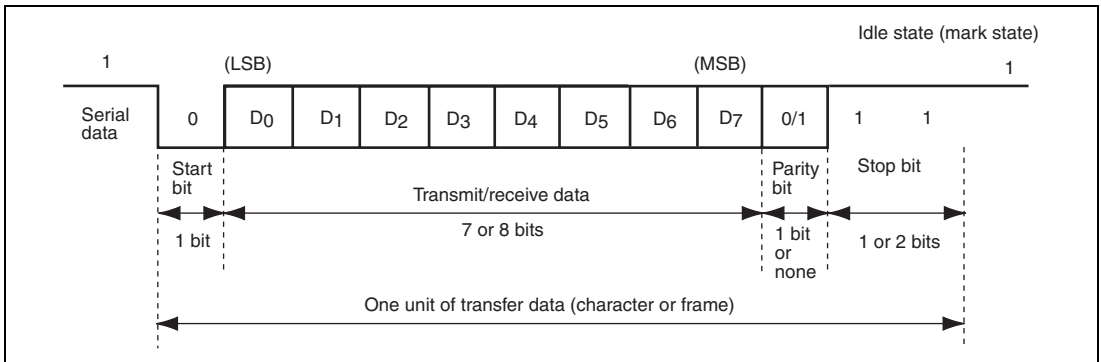 Idle state (mark state)
1 (LSB) (MSB) 1
Serial
data
0 D0 D1 D2 D3 D4 D5 D6 D7 0/1 1 1
Start
bit
Transmit/receive data
Parity
bit
Stop bit
1 bit
7 or 8 bits
1 bit
or
none
1 or 2 bits
One unit of transfer data (character or frame)